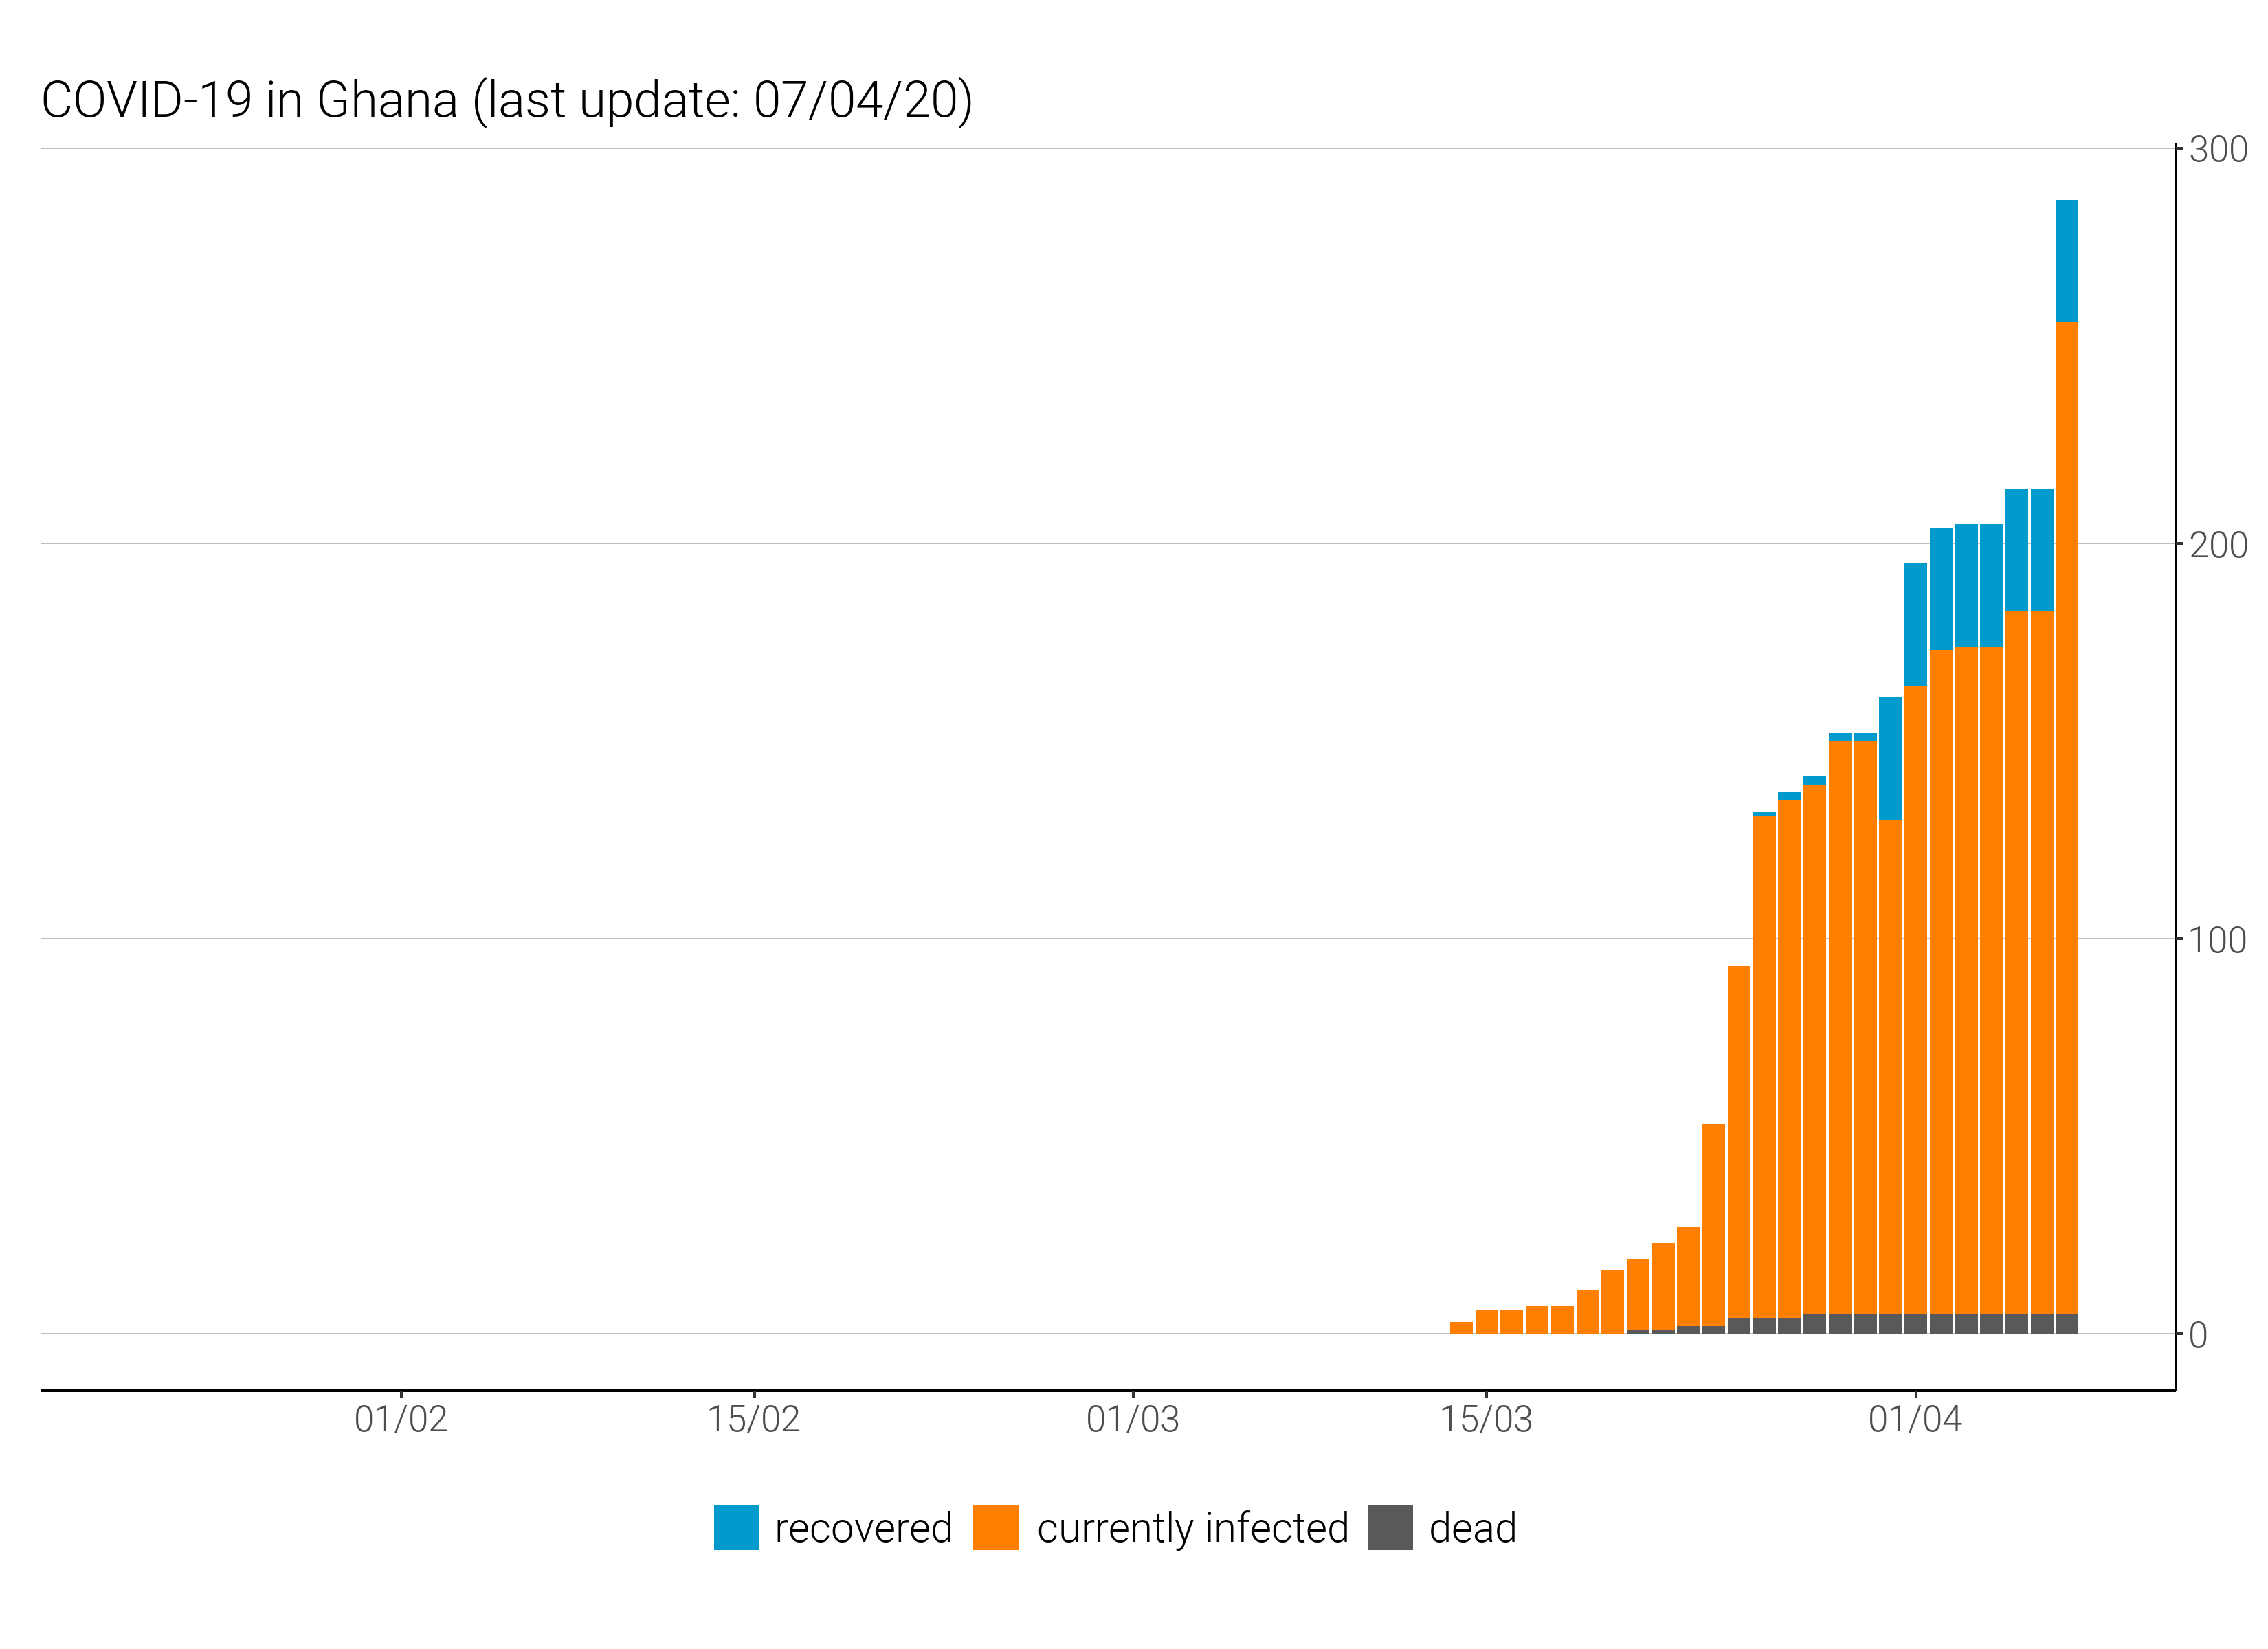 COVID-19 in Ghana (last update: 07/04/20)
300
200
100
0
01/02 15/02 01/03 15/03 01/04
recovered currently infected dead